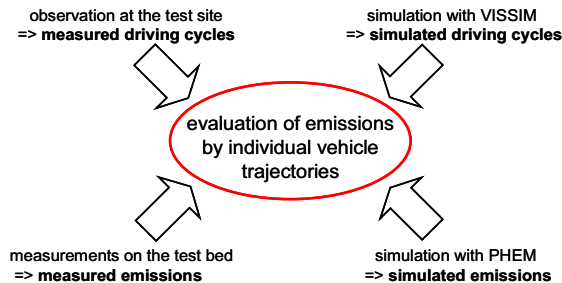 observation at the test site
=> measured driving cycles
simulation with VISSIM
=> simulated driving cycles
evaluation of emissions
by individual vehicle
trajectories
measurements on the test bed
=> measured emissions
simulation with PHEM
=> simulated emissions